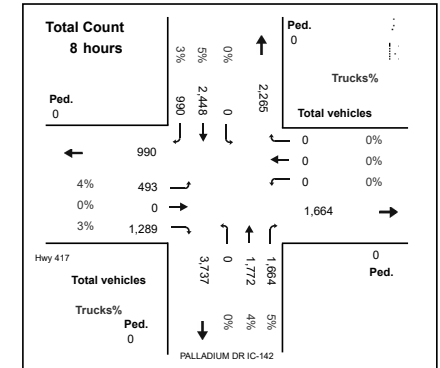 Total Count
8 hours
Ped.
0
3% 5% 0%
990 2,448 0
2,265
Ped.
0
Trucks%
Total vehicles
990
4% 493
0% 0
3% 1,289
0 0%
0 0%
0 0%
1,664
Hwy 417
Total vehicles
Trucks%
Ped.
0
3,737
0 1,772 1,664
0% 4% 5%
0
Ped.
PALLADIUM DR IC-142